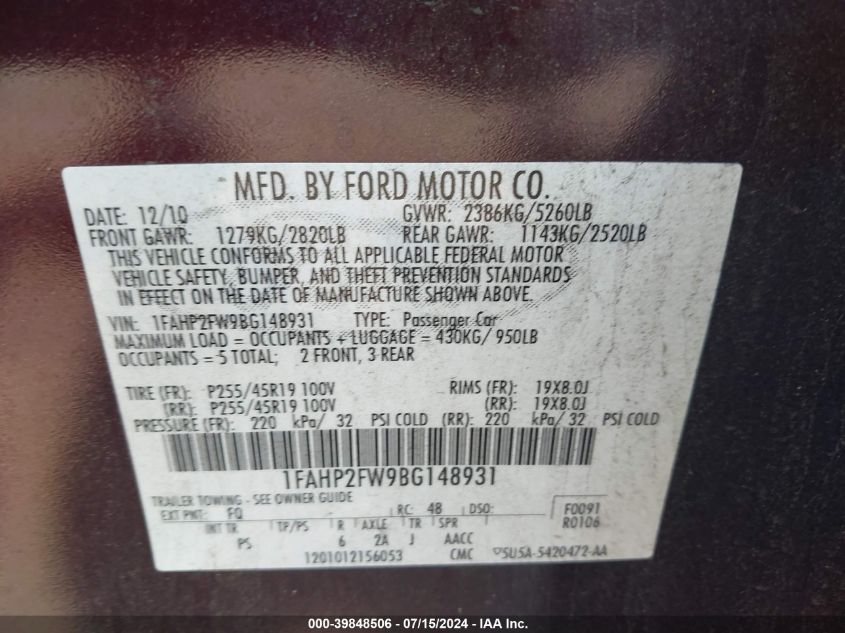 MFD. BY FORD MOTOR CO.
DATE: 12/10 GVWR: 2386KG/5260LB
FRONT GAWR: 1279KG/2820LB REAR GAWR: 1143KG/2520LB
THIS VEHICLE CONFORMS TO ALL APPLICABLE FEDERAL MOTOR
VEHICLE SAFETY, BUMPER, AND THEFT PREVENTION STANDARDS
IN EFFECT ON THE DATE OF MANUFACTURE SHOWN ABOVE.
VIN: 1FAHP2FW9BG148931 TYPE: Passenger Car
MAXIMUM LOAD = OCCUPANTS + LUGGAGE = 430KG/ 950LB
OCCUPANTS = 5 TOTAL; 2 FRONT, 3 REAR
TIRE (FR): P255/45R19 100V RIMS (FR): 19X8.0J
(RR): P255/45R19 100V (RR): 19X8.0J
PRESSURE (FR): 220 kPa/ 32 PSI COLD (RR): 220 kPa/ 32 PSI COLD
1FAHP2FW9BG148931
TRAILER TOWING - SEE OWNER GUIDE
EXT PNT: FQ RC: 48 DSO: F0091
INT TR TP/PS R AXLE TR SPR R0106
PS 6 2A J AACC
1201012156053 CMC 5U5A-5420472-AA
000-39848506 - 07/15/2024 - IAA Inc.